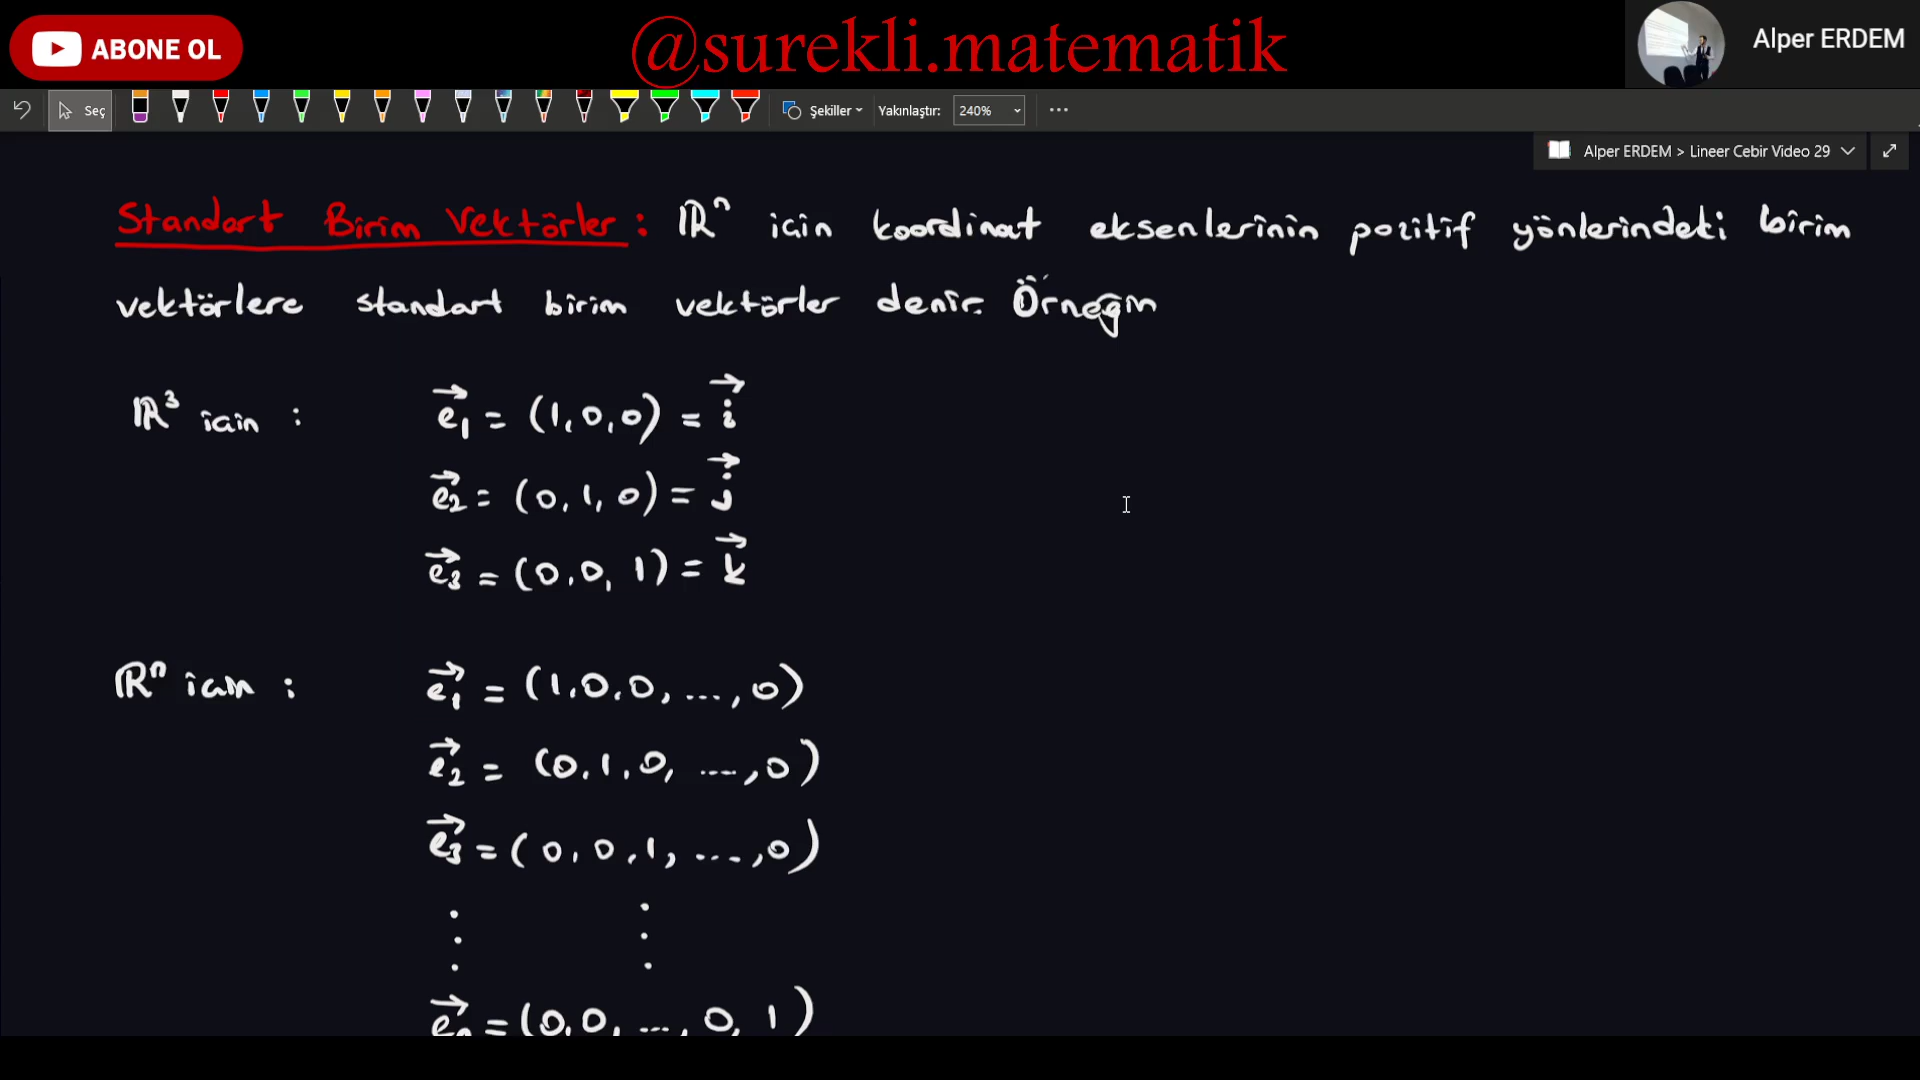 ABONE OL
@surekli.matematik
Alper ERDEM
Seç
Şekiller
Yakınlaştır:
240%
Alper ERDEM > Lineer Cebir Video 29
Standart Birim Vektörler: ℝⁿ için koordinat eksenlerinin pozitif yönlerindeki birim
vektörlere standart birim vektörler denir. Örneğin
ℝ³ için :
e⃗₁ = (1, 0, 0) = i⃗
e⃗₂ = (0, 1, 0) = j⃗
e⃗₃ = (0, 0, 1) = k⃗
ℝⁿ için :
e⃗₁ = (1, 0, 0, ..., 0)
e⃗₂ = (0, 1, 0, ...., 0)
e⃗₃ = (0, 0, 1, ...., 0)
⋮ ⋮
e⃗ₙ = (0, 0, ..., 0, 1)